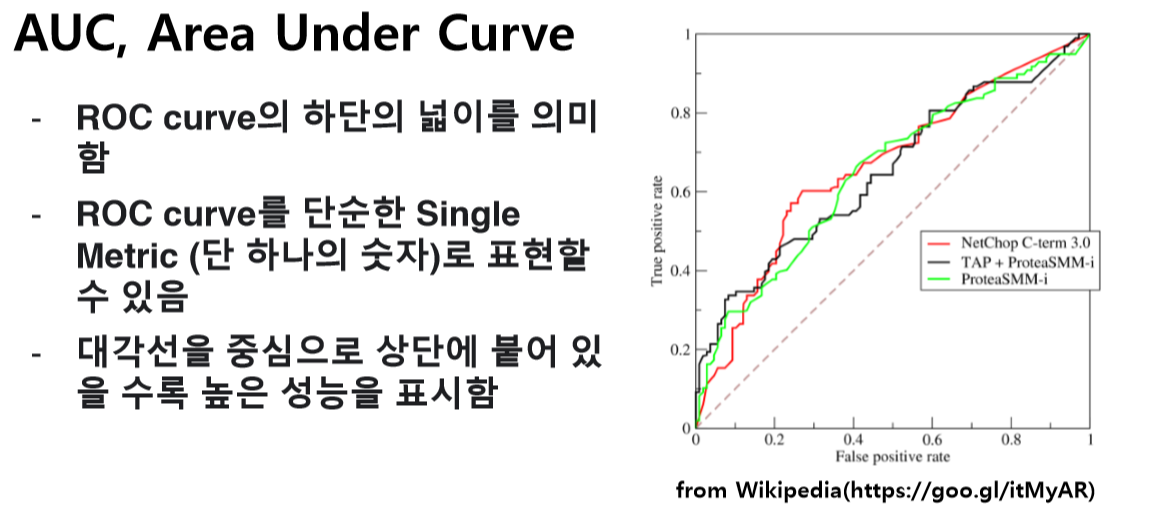 AUC, Area Under Curve
- ROC curve의 하단의 넓이를 의미
함
- ROC curve를 단순한 Single
Metric (단 하나의 숫자)로 표현할
수 있음
- 대각선을 중심으로 상단에 붙어 있
을 수록 높은 성능을 표시함
1
0.8
0.6
0.4
0.2
0
True positive rate
NetChop C-term 3.0
TAP + ProteaSMM-i
ProteaSMM-i
0 0.2 0.4 0.6 0.8 1
False positive rate
from Wikipedia(https://goo.gl/itMyAR)